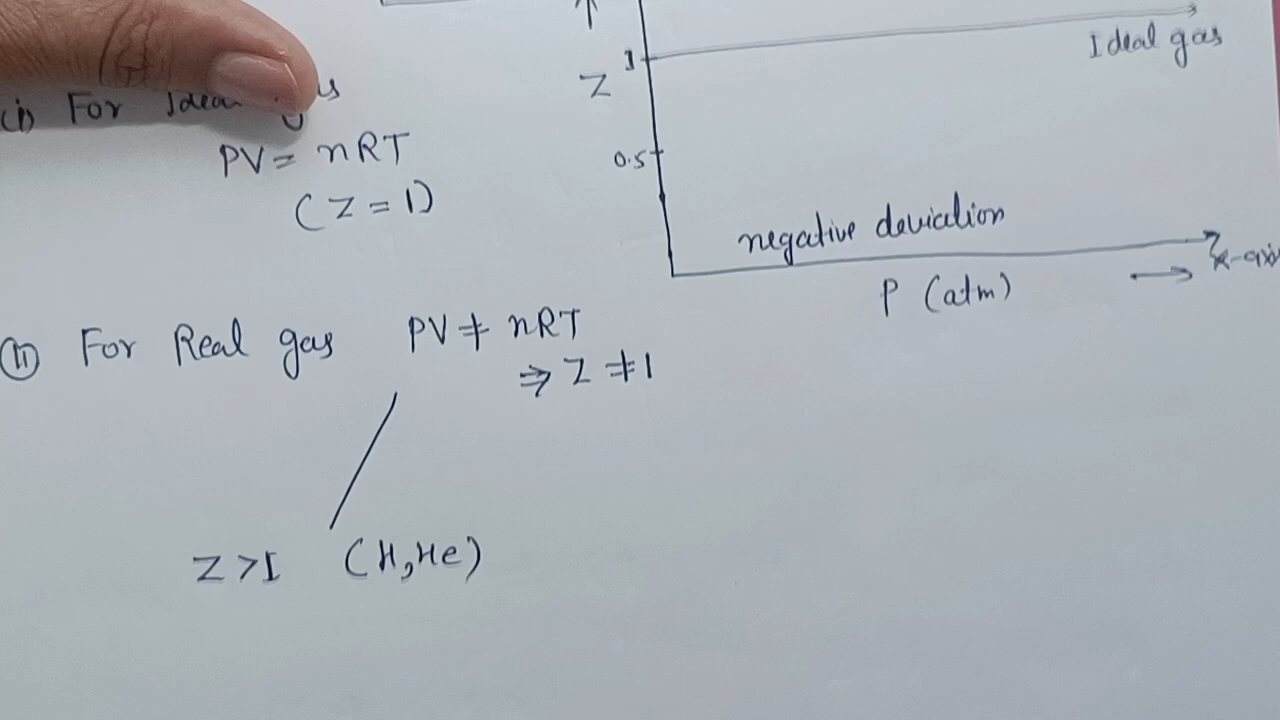 (i) For
PV = nRT
(Z = 1)
Z
1
0.5
Ideal gas
negative deviation
P (atm)
(II) For Real gas PV ≠ nRT
⇒ Z ≠ 1
Z > 1 (H, He)